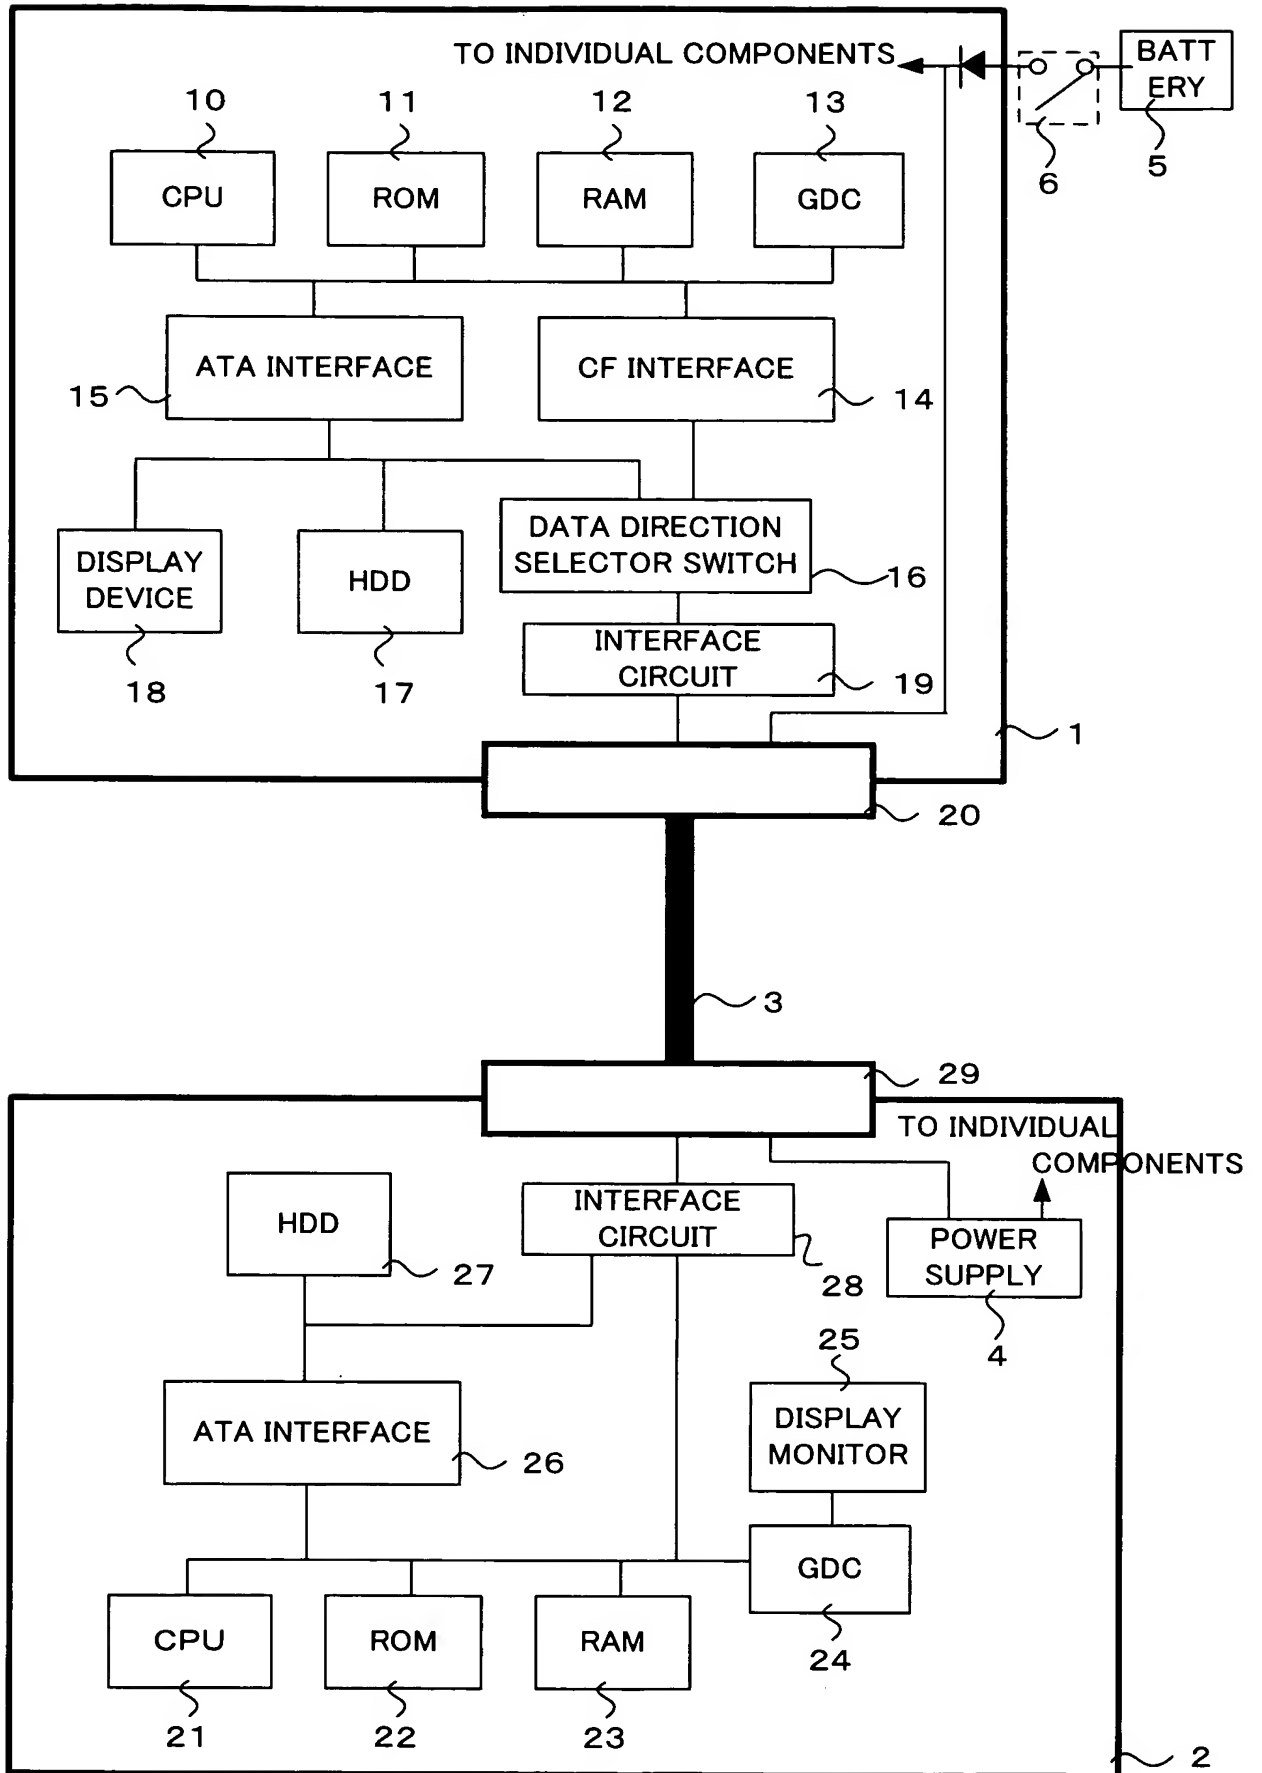 TO INDIVIDUAL COMPONENTS
BATT
ERY
5
6
10
11
12
13
CPU
ROM
RAM
GDC
ATA INTERFACE
CF INTERFACE
15
14
DATA DIRECTION
SELECTOR SWITCH
16
DISPLAY
DEVICE
HDD
18
17
INTERFACE
CIRCUIT
19
1
20
3
29
TO INDIVIDUAL
COMPONENTS
HDD
27
INTERFACE
CIRCUIT
28
POWER
SUPPLY
4
25
DISPLAY
MONITOR
ATA INTERFACE
26
GDC
24
CPU
ROM
RAM
21
22
23
2